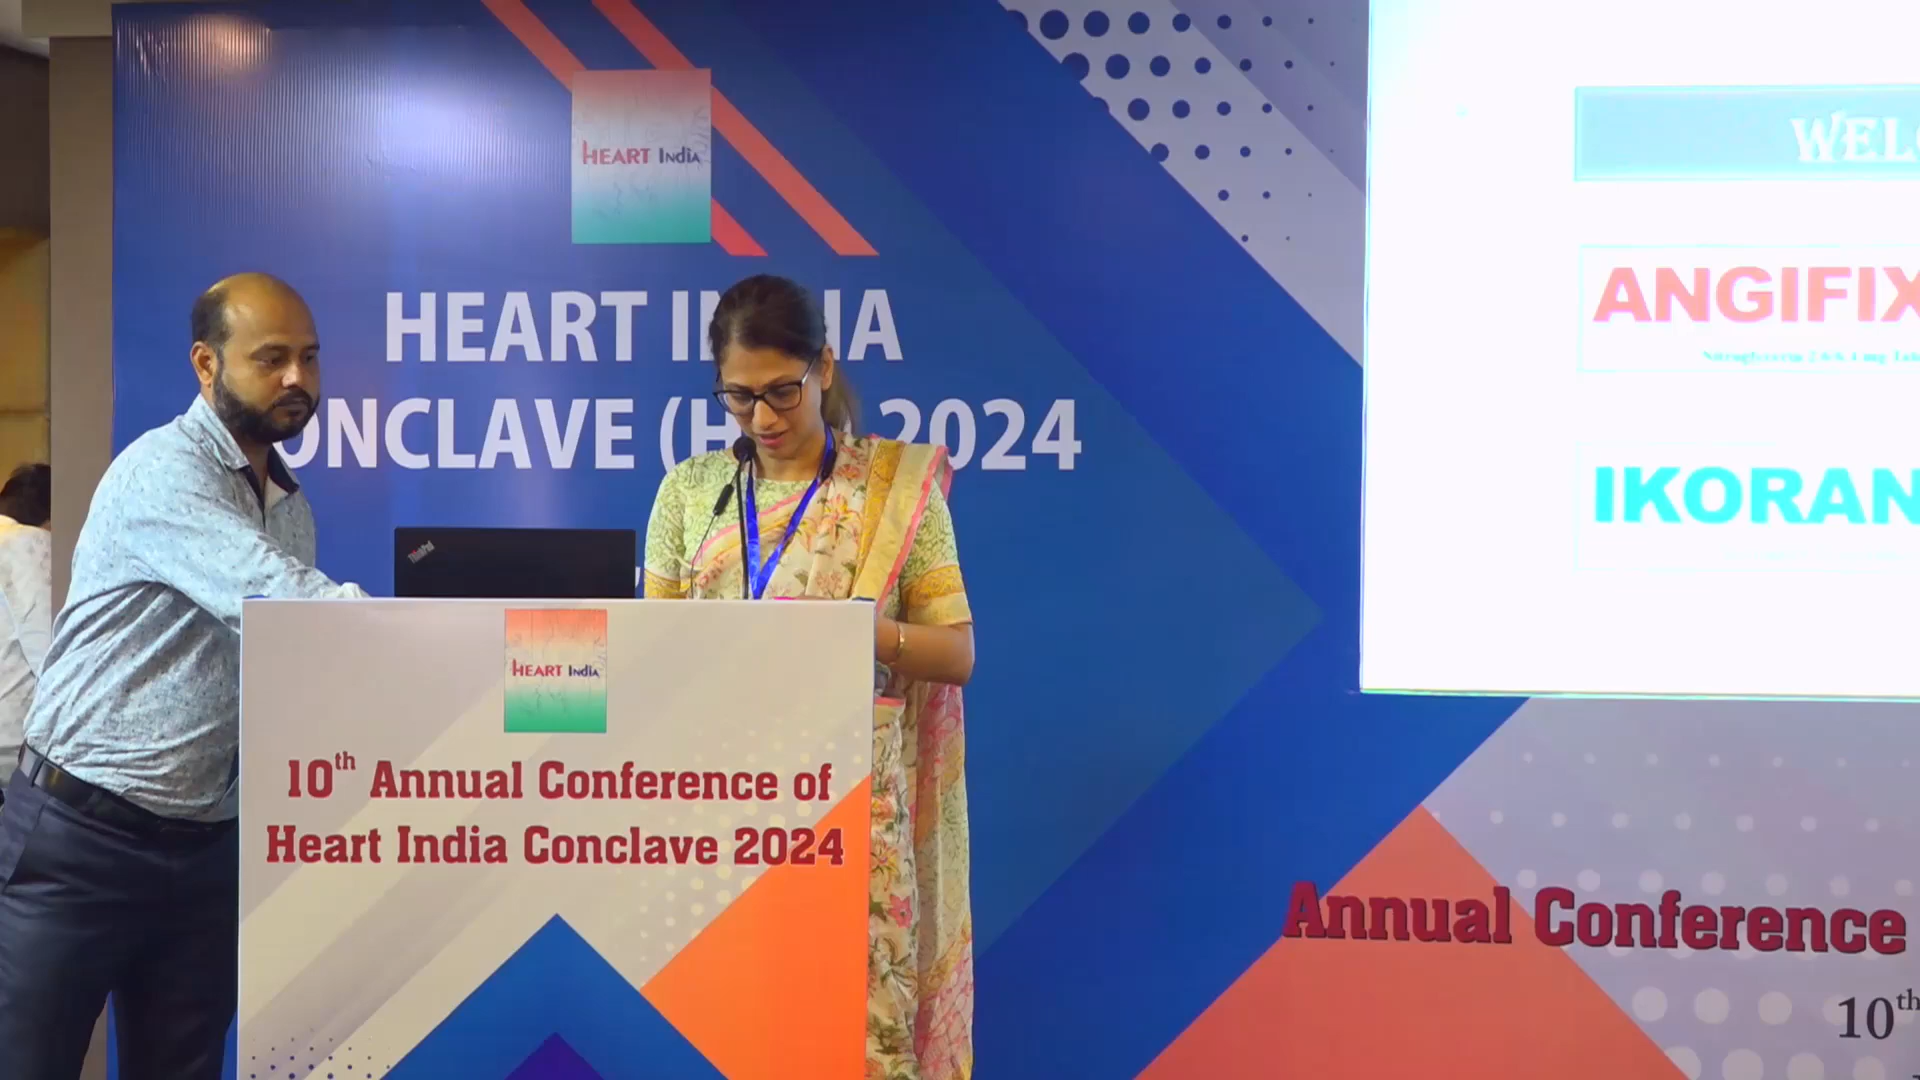 HEART India
HEART I IA
ONCLAVE (H 2024
ThinkPad
HEART India
10th Annual Conference of
Heart India Conclave 2024
WEL
ANGIFIX
IKORAN
Annual Conference
10th